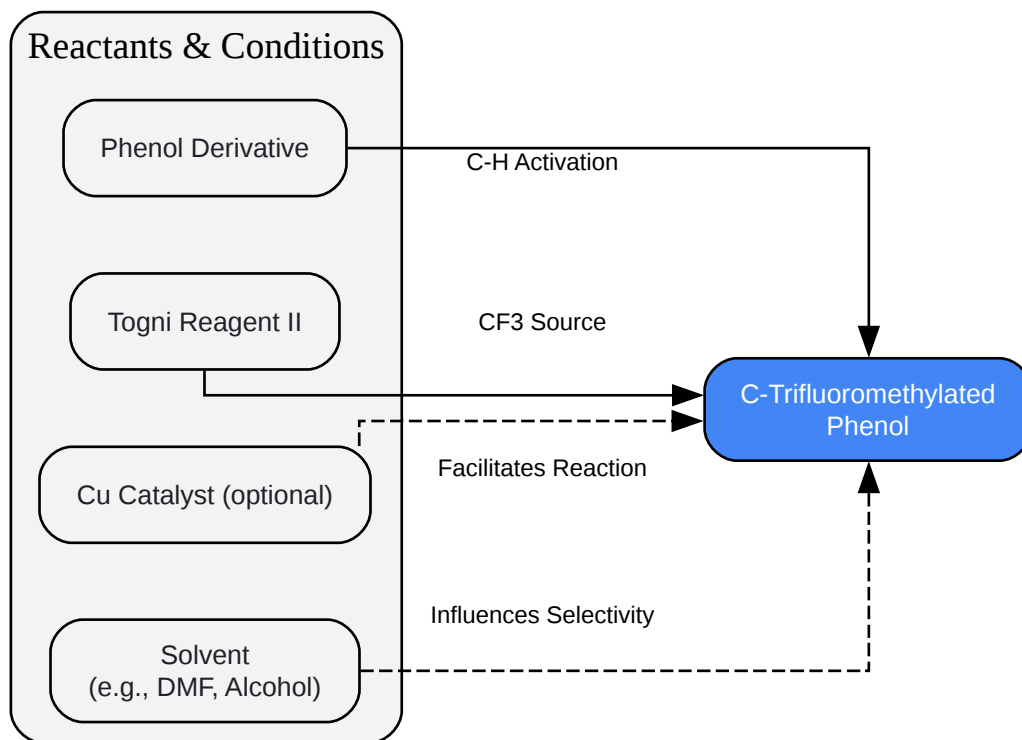 Reactants & Conditions
Phenol Derivative
C-H Activation
Togni Reagent II
CF3 Source
C-Trifluoromethylated
Phenol
Cu Catalyst (optional)
Facilitates Reaction
Influences Selectivity
Solvent
(e.g., DMF, Alcohol)